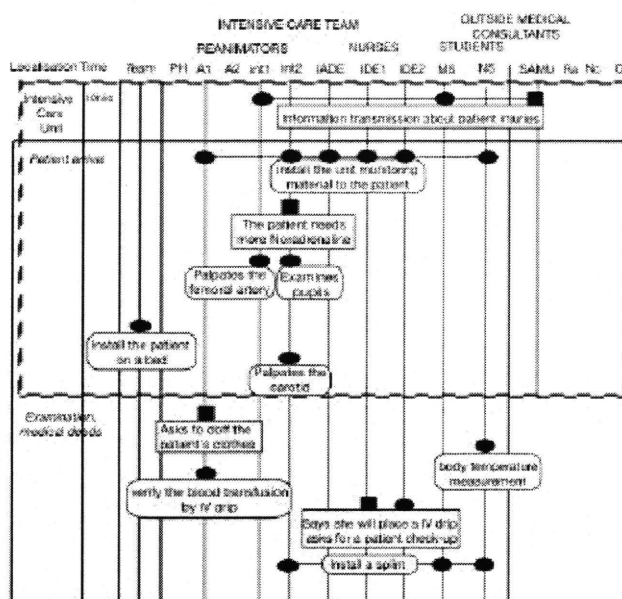 INTENSIVE CARE TEAM
OUTSIDE MEDICAL
CONSULTANTS
REANIMATORS
NURSES
STUDENTS
Localisation Time Team PH A1 A2 Int1 Int2 IADE IDE1 IDE2 MS NS SAMU Ra Nc
Intensive
Care
Unit
Information transmission about patient injuries
Patient arrival
Install the unit monitoring
material to the patient
The patient needs
more Noradrenaline
Palpates the
femoral artery
Examines
pupils
Install the patient
on a bed
Palpates the
carotid
Examination,
medical deeds
Asks to doff the
patient's clothes
body temperature
measurement
verify the blood transfusion
by IV drip
Says she will place a IV drip
asks for a patient check-up
Install a splint